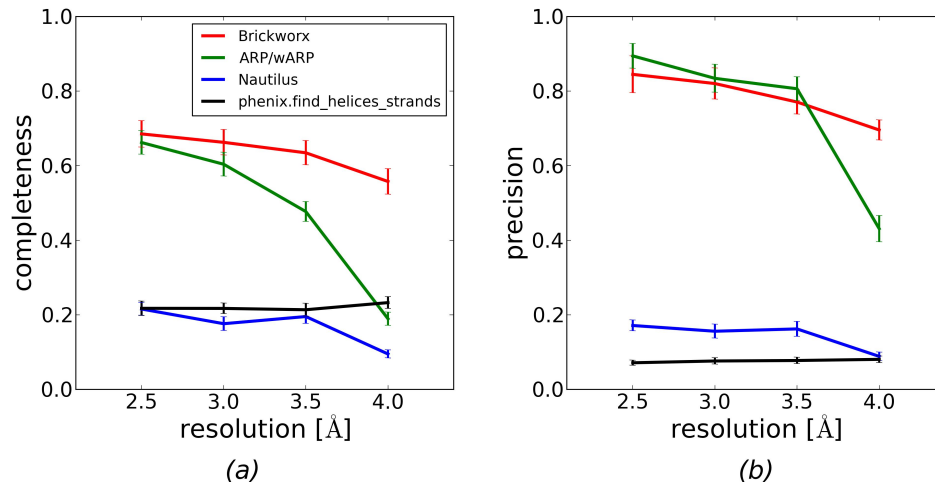 1.0
0.8
0.6
0.4
0.2
0.0
completeness
Brickworx
ARP/wARP
Nautilus
phenix.find_helices_strands
2.5 3.0 3.5 4.0
resolution [Å]
(a)
1.0
0.8
0.6
0.4
0.2
0.0
precision
2.5 3.0 3.5 4.0
resolution [Å]
(b)